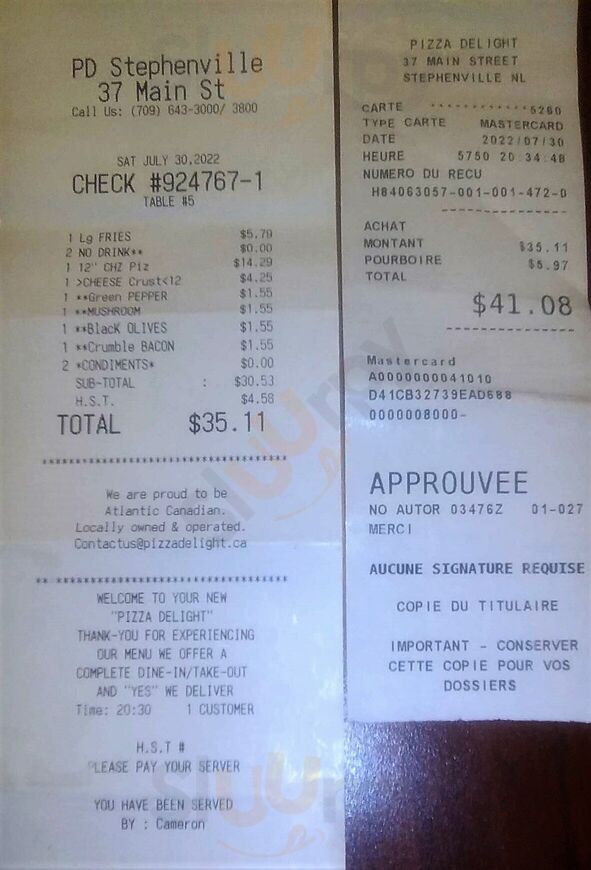 PD Stephenville
37 Main St
Call Us: (709) 643-3000/ 3800
SAT JULY 30,2022
CHECK #924767-1
TABLE #5
1 Lg FRIES $5.79
2 NO DRINK** $0.00
1 12" CHZ Piz $14.29
1 >CHEESE Crust<12 $4.25
1 **Green PEPPER $1.55
1 **MUSHROOM $1.55
1 **BlacK OLIVES $1.55
1 **Crumble BACON $1.55
2 *CONDIMENTS* $0.00
SUB-TOTAL : $30.53
H.S.T. $4.58
TOTAL $35.11
We are proud to be
Atlantic Canadian.
Locally owned & operated.
Contactus@pizzadelight.ca
WELCOME TO YOUR NEW
"PIZZA DELIGHT"
THANK-YOU FOR EXPERIENCING
OUR MENU WE OFFER A
COMPLETE DINE-IN/TAKE-OUT
AND "YES" WE DELIVER
Time: 20:30 1 CUSTOMER
H.S.T #
PLEASE PAY YOUR SERVER
YOU HAVE BEEN SERVED
BY : Cameron
PIZZA DELIGHT
37 MAIN STREET
STEPHENVILLE NL
CARTE ************5260
TYPE CARTE MASTERCARD
DATE 2022/07/30
HEURE 5750 20:34:48
NUMERO DU RECU
H84063057-001-001-472-0
ACHAT
MONTANT $35.11
POURBOIRE $5.97
TOTAL
$41.08
Mastercard
A0000000041010
D41CB32739EAD688
0000008000-
APPROUVEE
NO AUTOR 03476Z 01-027
MERCI
AUCUNE SIGNATURE REQUISE
COPIE DU TITULAIRE
IMPORTANT - CONSERVER
CETTE COPIE POUR VOS
DOSSIERS